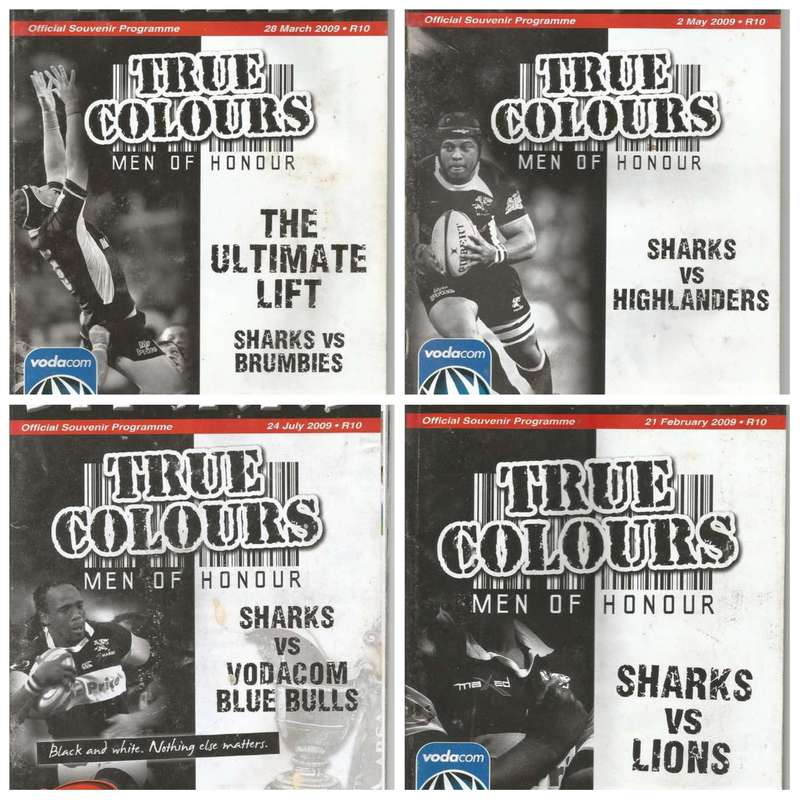 Official Souvenir Programme 28 March 2009 • R10
TRUE
COLOURS
MEN OF HONOUR
THE
ULTIMATE
LIFT
SHARKS VS
BRUMBIES
vodacom
Official Souvenir Programme 2 May 2009 • R10
TRUE
COLOURS
MEN OF HONOUR
SHARKS
VS
HIGHLANDERS
vodacom
Official Souvenir Programme 24 July 2009 • R10
TRUE
COLOURS
MEN OF HONOUR
SHARKS
VS
VODACOM
BLUE BULLS
Black and white. Nothing else matters.
ABSA
Official Souvenir Programme 21 February 2009 • R10
TRUE
COLOURS
MEN OF HONOUR
maxed
SHARKS
VS
LIONS
vodacom